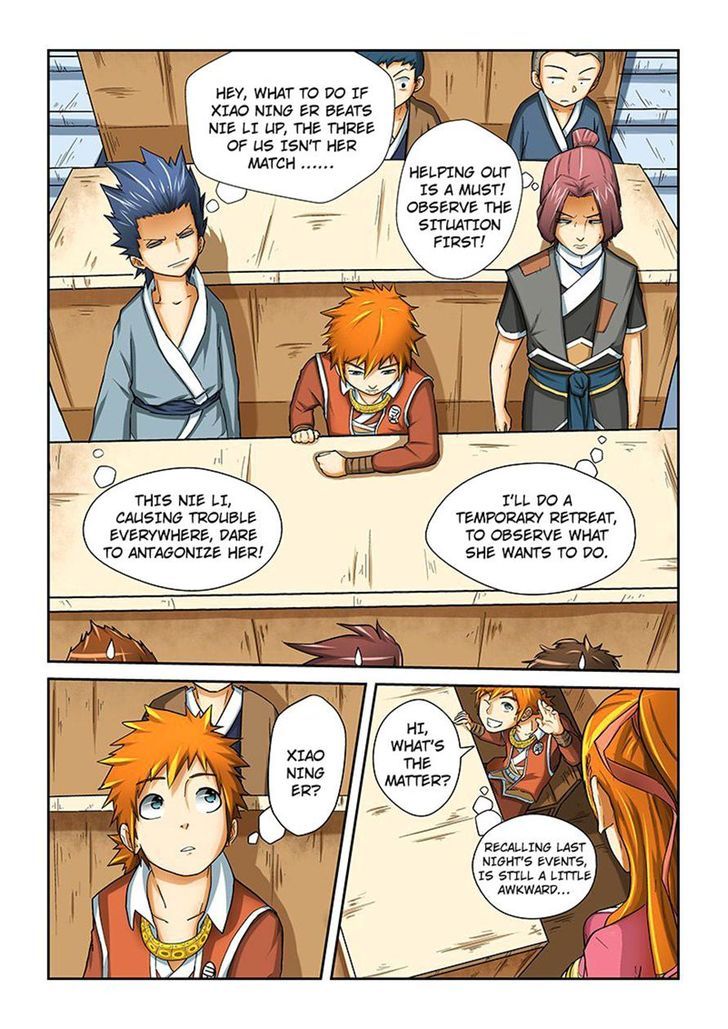 HEY, WHAT TO DO IF
XIAO NING ER BEATS
NIE LI UP, THE THREE
OF US ISN'T HER
MATCH ......
HELPING OUT
IS A MUST!
OBSERVE THE
SITUATION
FIRST!
THIS NIE LI,
CAUSING TROUBLE
EVERYWHERE, DARE
TO ANTAGONIZE HER!
I'LL DO A
TEMPORARY RETREAT,
TO OBSERVE WHAT
SHE WANTS TO DO.
XIAO
NING
ER?
HI,
WHAT'S
THE
MATTER?
RECALLING LAST
NIGHT'S EVENTS,
IS STILL A LITTLE
AWKWARD...